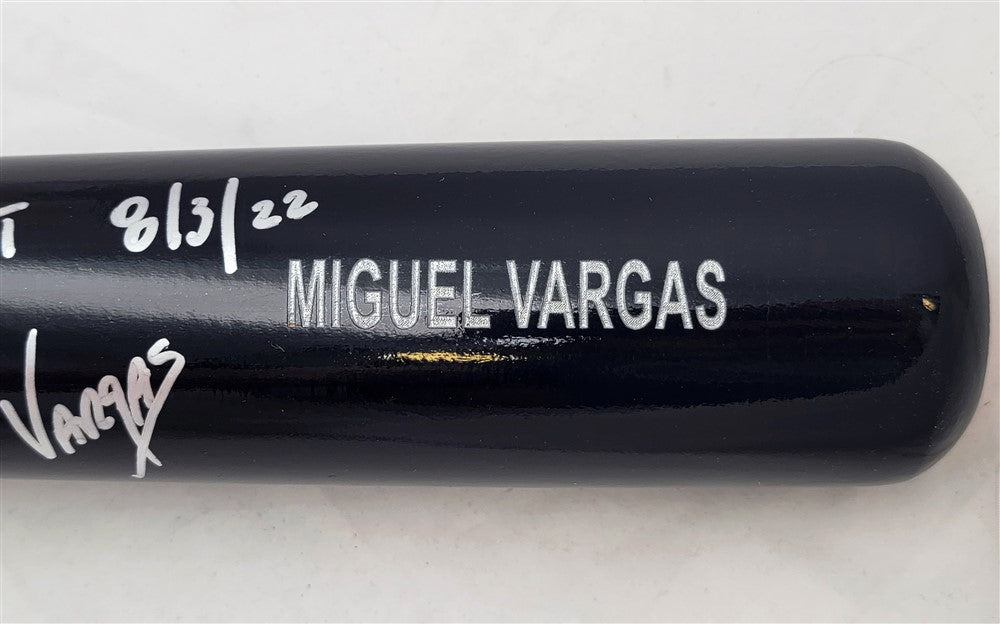 T 8/3/22
MIGUEL VARGAS
Vargas